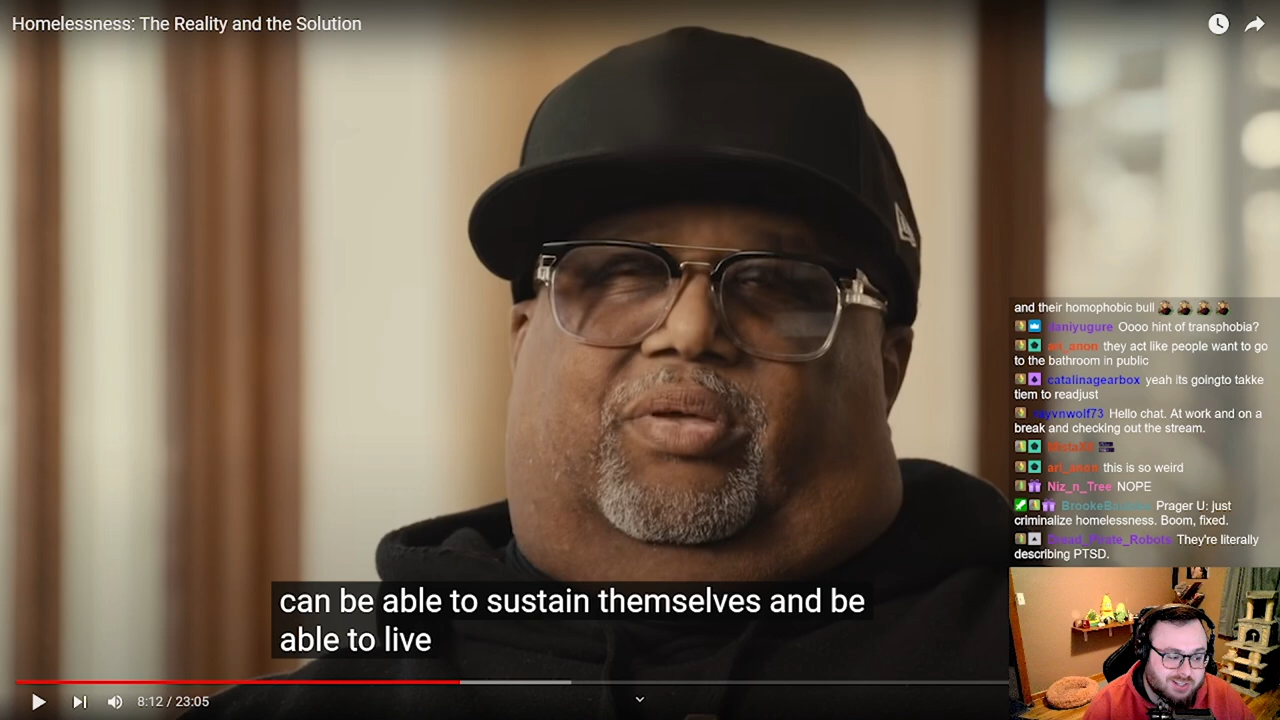 Homelessness: The Reality and the Solution
and their homophobic bull
daniyugure Oooo hint of transphobia?
ari_anon they act like people want to go
to the bathroom in public
catalinagearbox yeah its goingto takke
tiem to readjust
rayvnwolf73 Hello chat. At work and on a
break and checking out the stream.
ari_anon this is so weird
Niz_n_Tree NOPE
Prager U: just
criminalize homelessness. Boom, fixed.
Dread_Pirate_Robots They're literally
describing PTSD.
can be able to sustain themselves and be
able to live
8:12 / 23:05